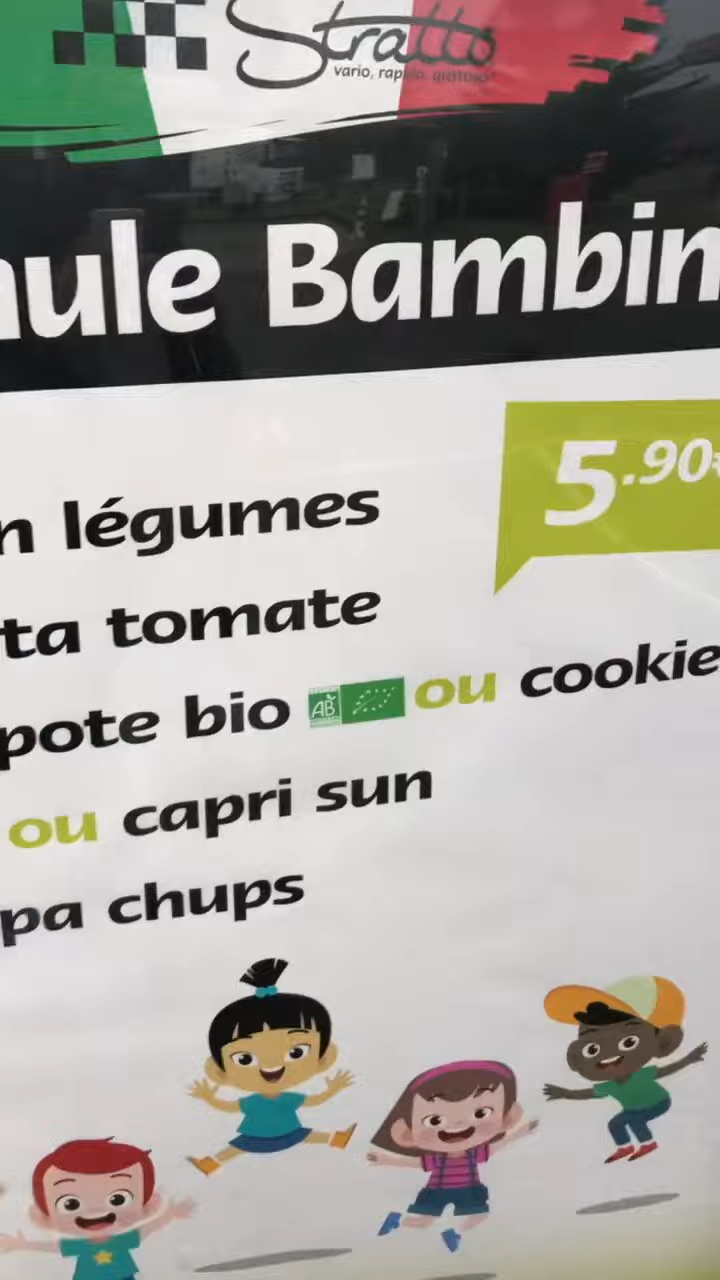 Stratto
vario, rapido, gustoso
ule Bambin
n légumes
5.90€
ta tomate
pote bio AB ou cookie
ou capri sun
pa chups